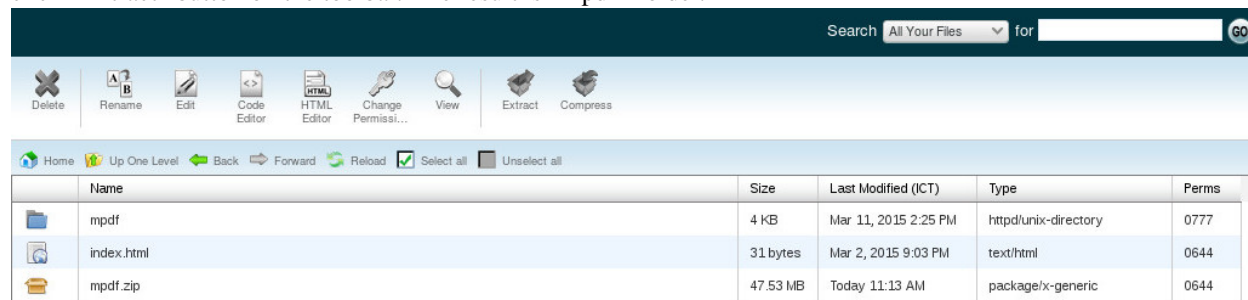 Search All Your Files for GO
Delete Rename Edit Code Editor HTML Editor Change Permissi... View Extract Compress
Home Up One Level Back Forward Reload Select all Unselect all
Name Size Last Modified (ICT) Type Perms
mpdf 4 KB Mar 11, 2015 2:25 PM httpd/unix-directory 0777
index.html 31 bytes Mar 2, 2015 9:03 PM text/html 0644
mpdf.zip 47.53 MB Today 11:13 AM package/x-generic 0644